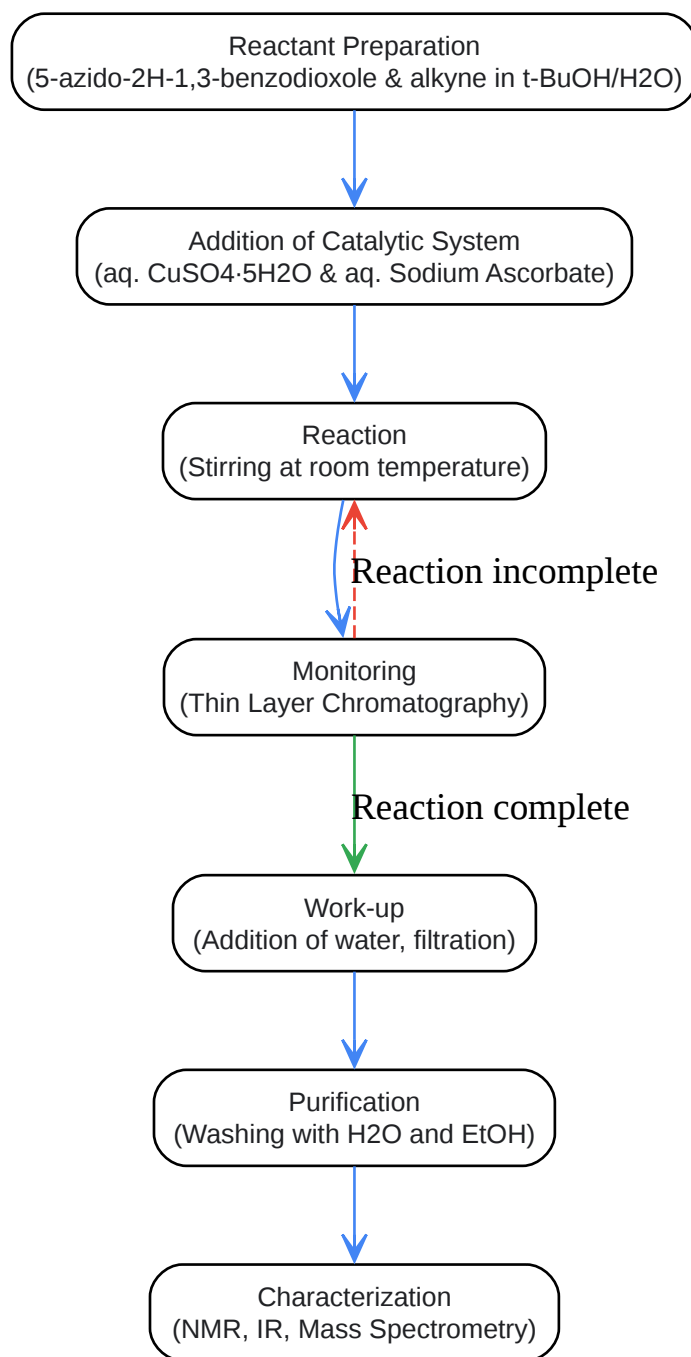 Reactant Preparation
(5-azido-2H-1,3-benzodioxole & alkyne in t-BuOH/H2O)
Addition of Catalytic System
(aq. CuSO4·5H2O & aq. Sodium Ascorbate)
Reaction
(Stirring at room temperature)
Reaction incomplete
Monitoring
(Thin Layer Chromatography)
Reaction complete
Work-up
(Addition of water, filtration)
Purification
(Washing with H2O and EtOH)
Characterization
(NMR, IR, Mass Spectrometry)